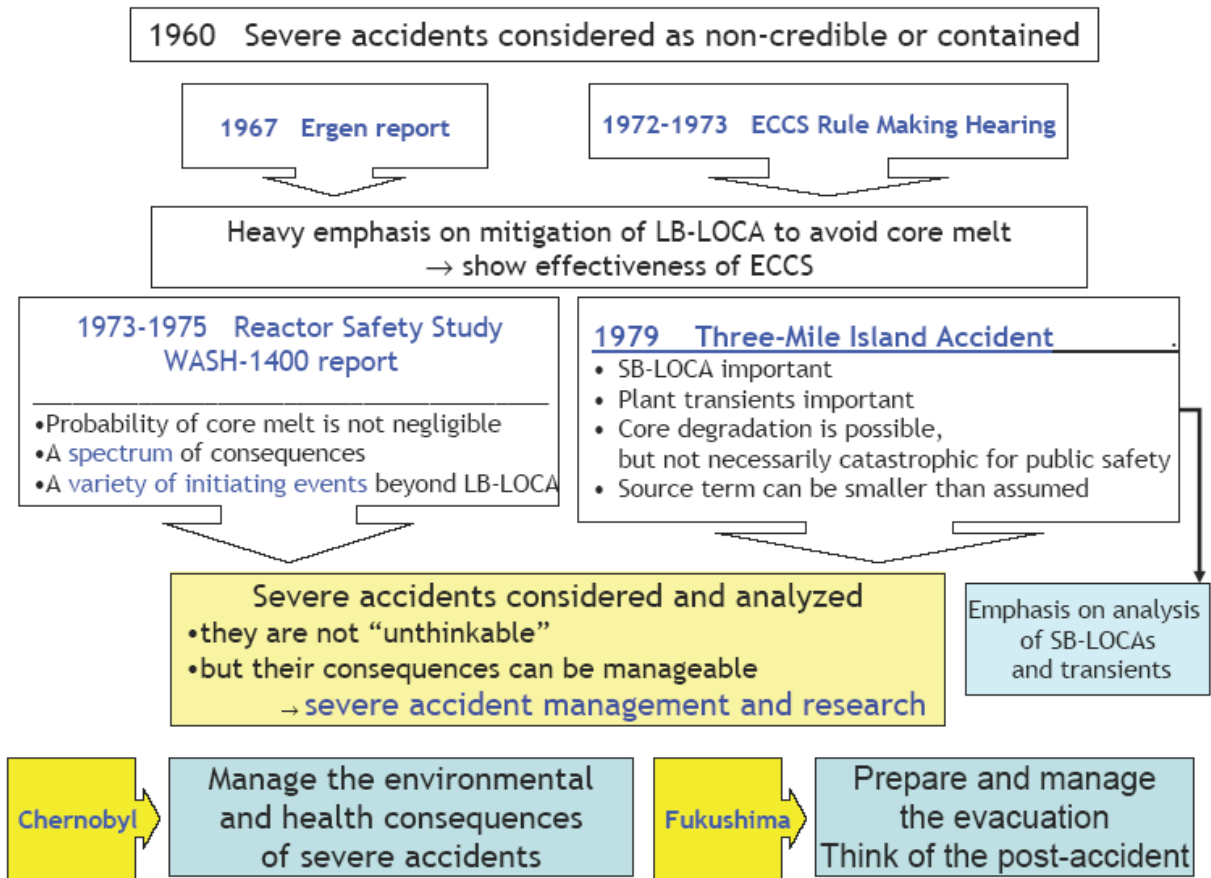 1960 Severe accidents considered as non-credible or contained
1967 Ergen report
1972-1973 ECCS Rule Making Hearing
Heavy emphasis on mitigation of LB-LOCA to avoid core melt
→ show effectiveness of ECCS
1973-1975 Reactor Safety Study
WASH-1400 report
•Probability of core melt is not negligible
•A spectrum of consequences
•A variety of initiating events beyond LB-LOCA
1979 Three-Mile Island Accident .
• SB-LOCA important
• Plant transients important
• Core degradation is possible,
but not necessarily catastrophic for public safety
• Source term can be smaller than assumed
Severe accidents considered and analyzed
•they are not “unthinkable”
•but their consequences can be manageable
→ severe accident management and research
Emphasis on analysis
of SB-LOCAs
and transients
Chernobyl
Manage the environmental
and health consequences
of severe accidents
Fukushima
Prepare and manage
the evacuation
Think of the post-accident